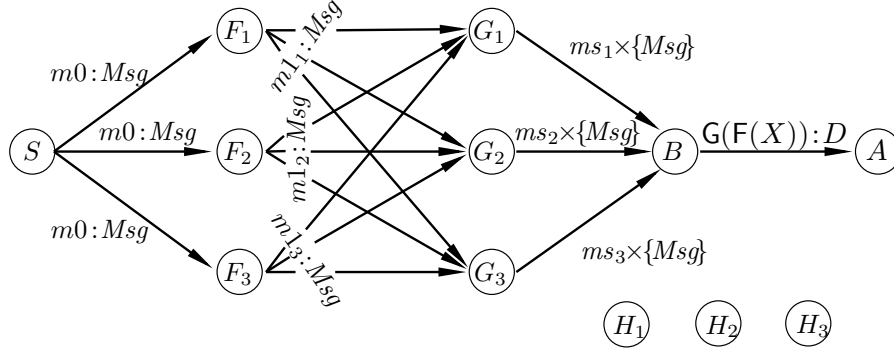 F₁
G₁
m0 : Msg
m1₁ : Msg
ms₁×{Msg}
S
m0 : Msg
F₂
m1₂ : Msg
G₂
ms₂×{Msg}
B
G(F(X)) : D
A
m0 : Msg
m1₃ : Msg
ms₃×{Msg}
F₃
G₃
H₁ H₂ H₃